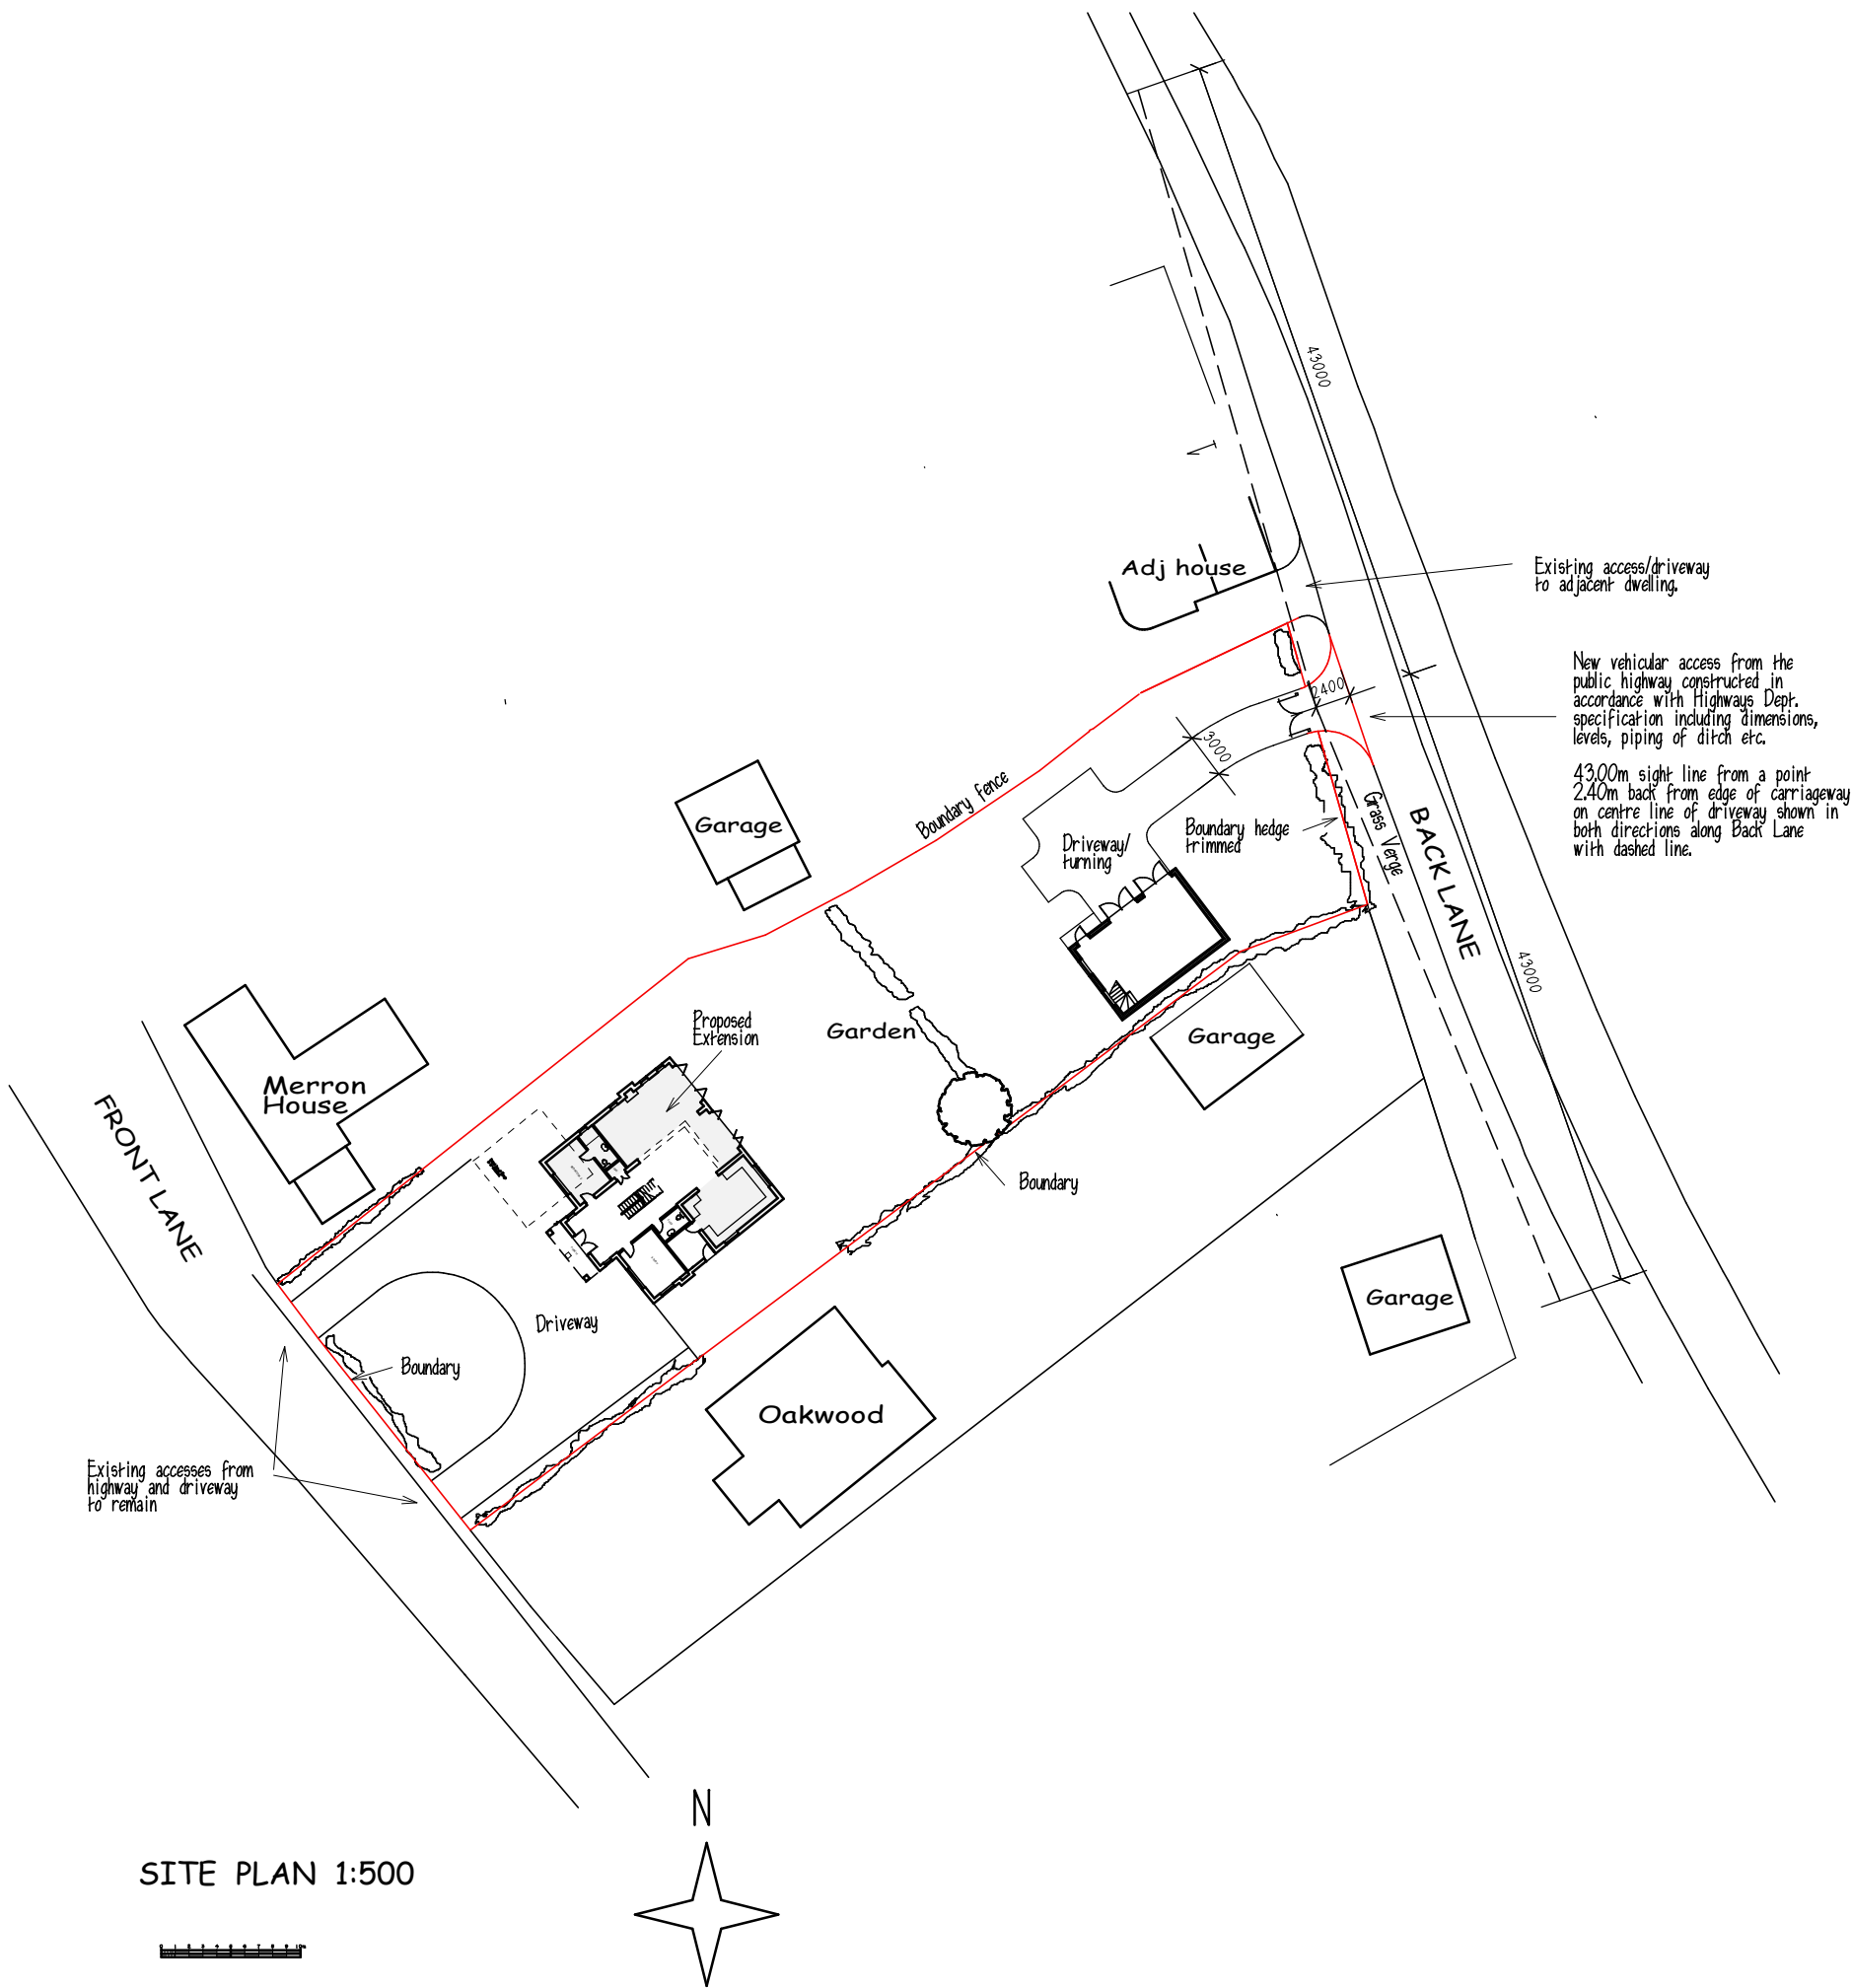 43000
Adj house
Existing access/driveway
to adjacent dwelling.
New vehicular access from the
public highway constructed in
accordance with Highways Dept.
specification including dimensions,
levels, piping of ditch etc.
43.00m sight line from a point
2.40m back from edge of carriageway
on centre line of driveway shown in
both directions along Back Lane
with dashed line.
2400
3000
Boundary fence
Garage
Driveway/
turning
Boundary hedge
trimmed
Grass Verge
BACK LANE
43000
Proposed
Extension
Garden
Garage
Merron
House
FRONT LANE
Boundary
Garage
Driveway
Boundary
Oakwood
Existing accesses from
highway and driveway
to remain
N
SITE PLAN 1:500